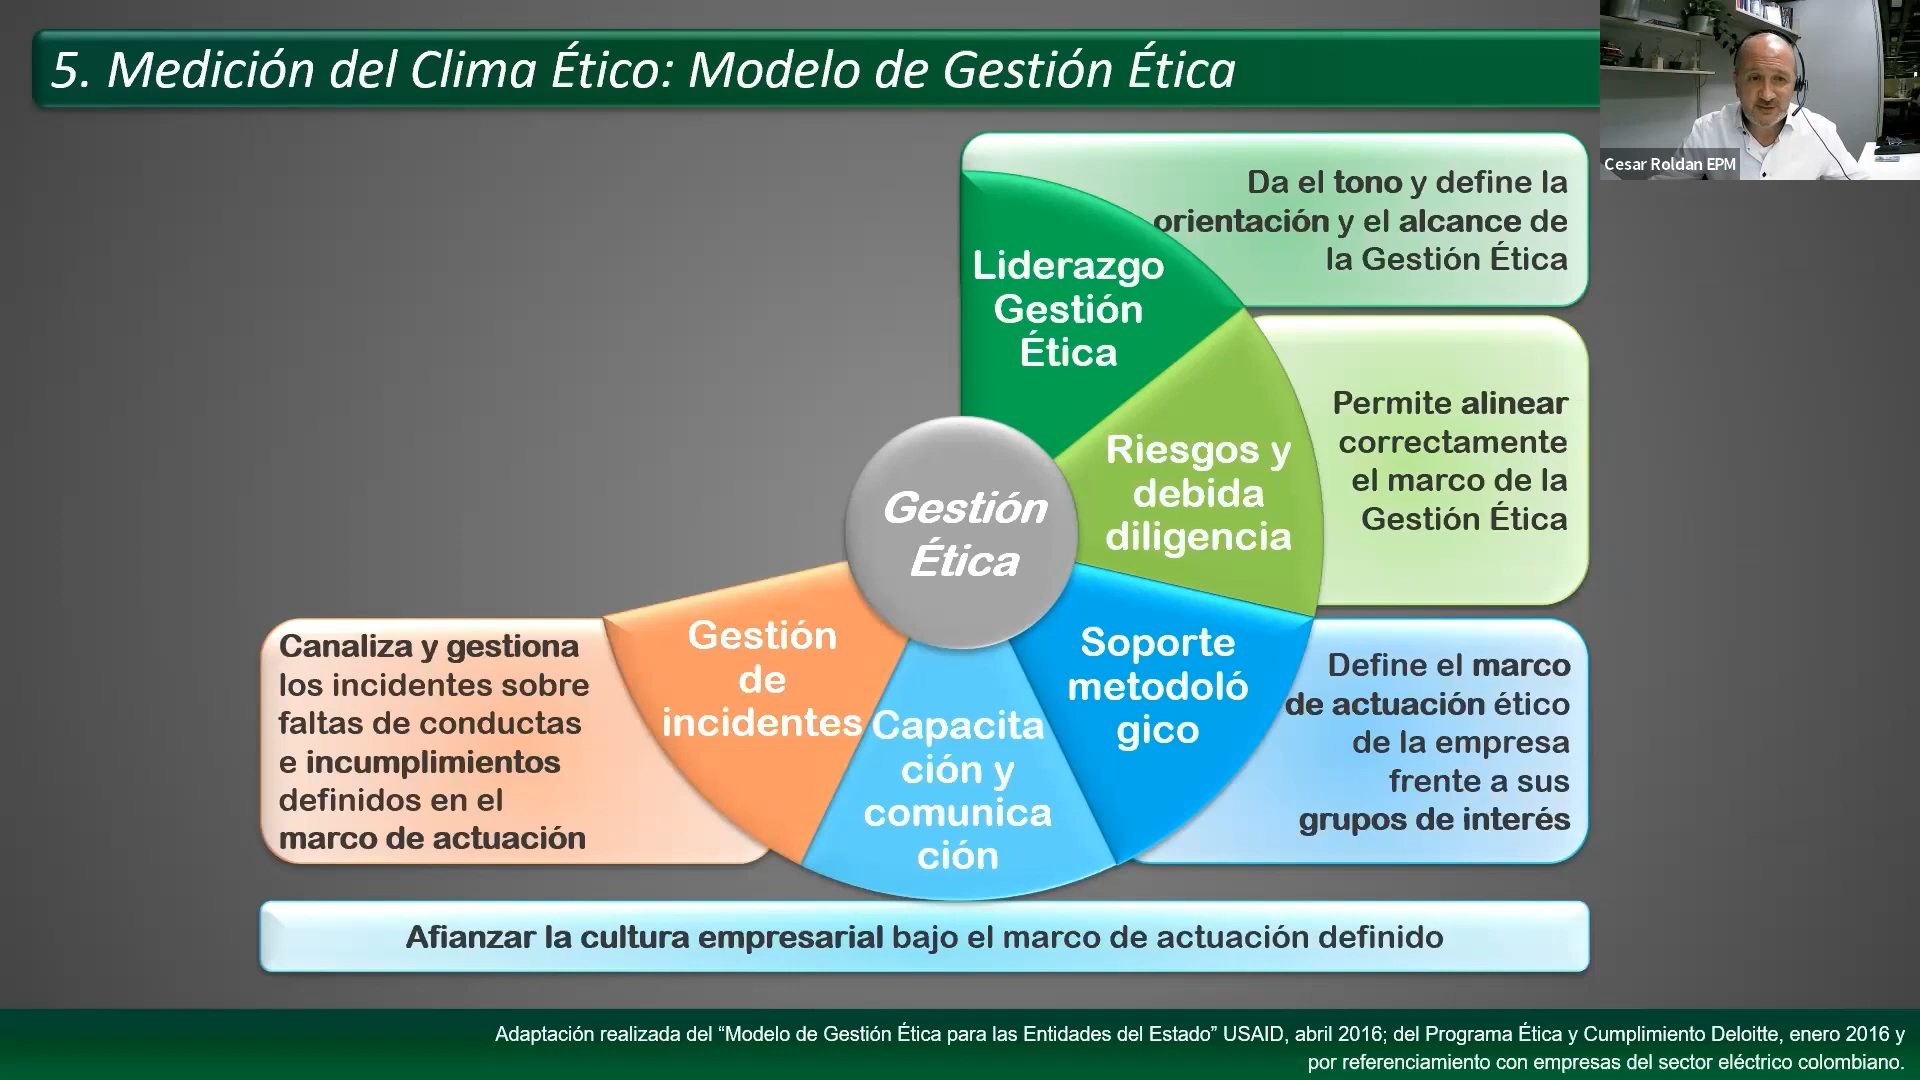 5. Medición del Clima Ético: Modelo de Gestión Ética
Cesar Roldan EPM
Da el tono y define la
orientación y el alcance de
la Gestión Ética
Liderazgo
Gestión
Ética
Permite alinear
correctamente
el marco de la
Gestión Ética
Riesgos y
debida
diligencia
Gestión
Ética
Soporte
metodoló
gico
Define el marco
de actuación ético
de la empresa
frente a sus
grupos de interés
Capacita
ción y
comunica
ción
Gestión
de
incidentes
Canaliza y gestiona
los incidentes sobre
faltas de conductas
e incumplimientos
definidos en el
marco de actuación
Afianzar la cultura empresarial bajo el marco de actuación definido
Adaptación realizada del “Modelo de Gestión Ética para las Entidades del Estado” USAID, abril 2016; del Programa Ética y Cumplimiento Deloitte, enero 2016 y
por referenciamiento con empresas del sector eléctrico colombiano.